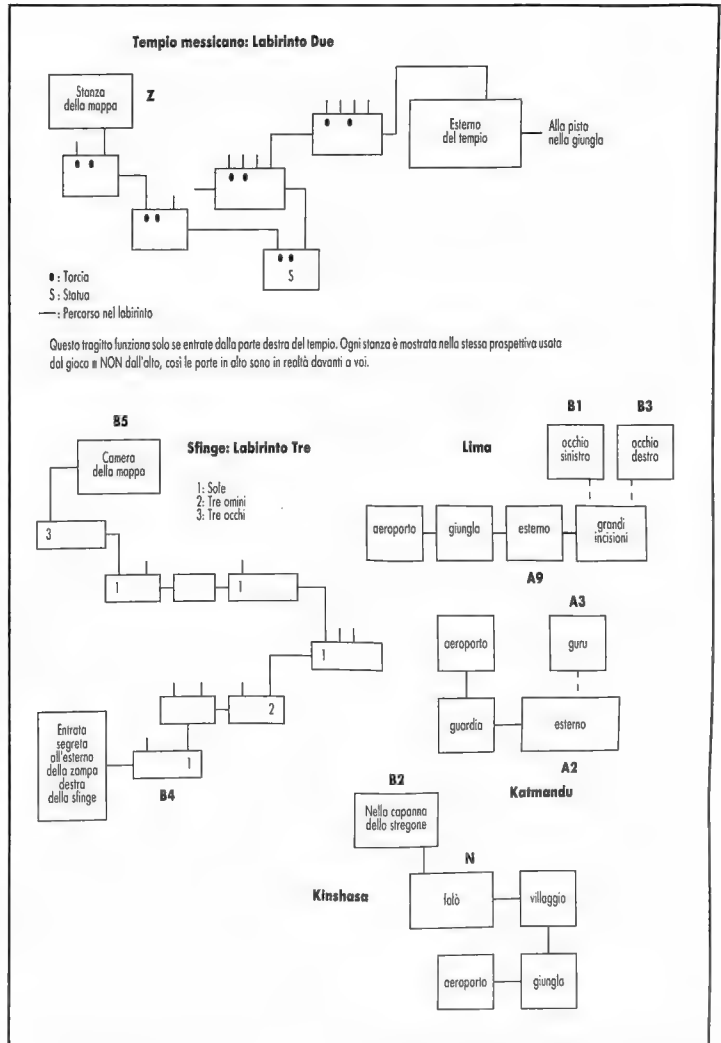 Tempio messicano: Labirinto Due
Stanza
della mappa
Z
Esterno
del tempio
Alla pista
nella giungla
S
: Torcia
S : Statua
: Percorso nel labirinto
Questo tragitto funziona solo se entrate dalla parte destra del tempio. Ogni stanza è mostrata nella stessa prospettiva usata
dal gioco e NON dall'alto, così le porte in alto sono in realtà davanti a voi.
B5
Camera
della mappa
Sfinge: Labirinto Tre
1: Sole
2: Tre omini
3: Tre occhi
3
1
1
1
2
1
Entrata
segreta
all'esterno
della zampa
destra
della sfinge
B4
Lima
B1
B3
occhio
sinistro
occhio
destro
aeroporto
giungla
esterno
grandi
incisioni
A9
A3
aeroporto
guru
guardia
esterno
A2
Katmandu
B2
Nella capanna
dello stregone
N
Kinshasa
falò
villaggio
aeroporto
giungla